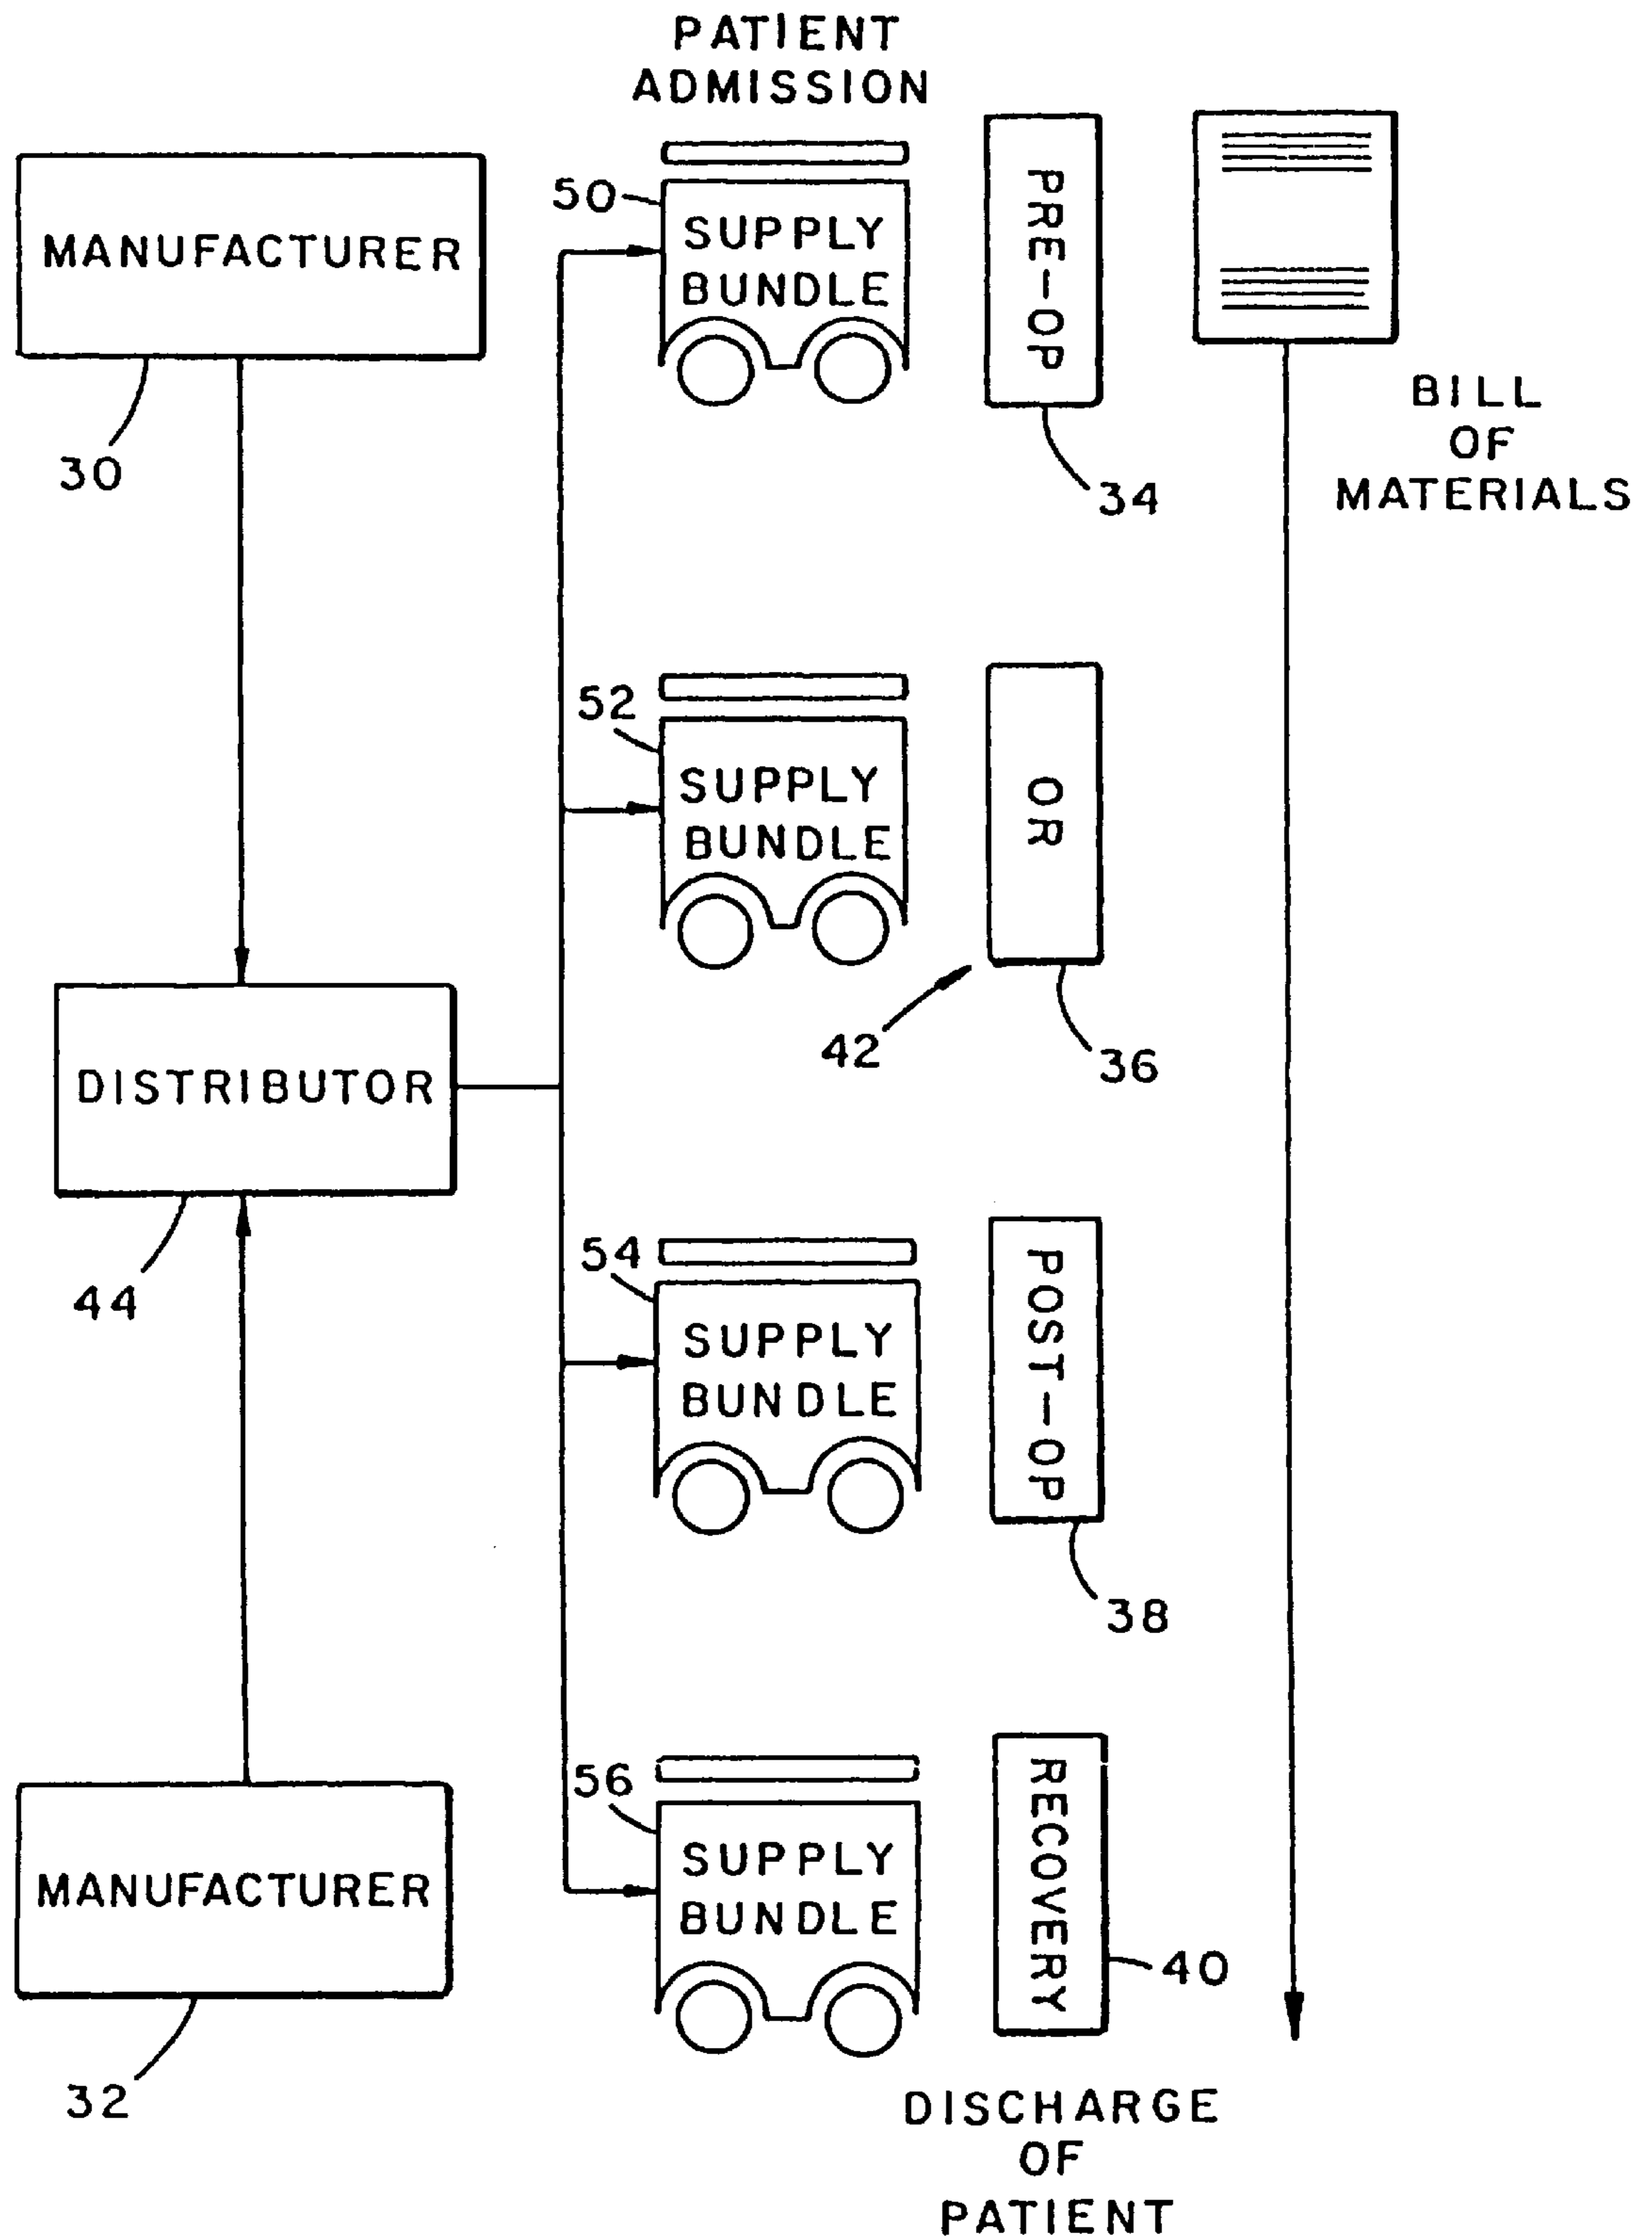 PATIENT
ADMISSION
MANUFACTURER
30
50
SUPPLY
BUNDLE
PRE-OP
34
BILL
OF
MATERIALS
52
SUPPLY
BUNDLE
OR
42
36
DISTRIBUTOR
44
54
SUPPLY
BUNDLE
POST-OP
38
56
SUPPLY
BUNDLE
RECOVERY
40
MANUFACTURER
32
DISCHARGE
OF
PATIENT